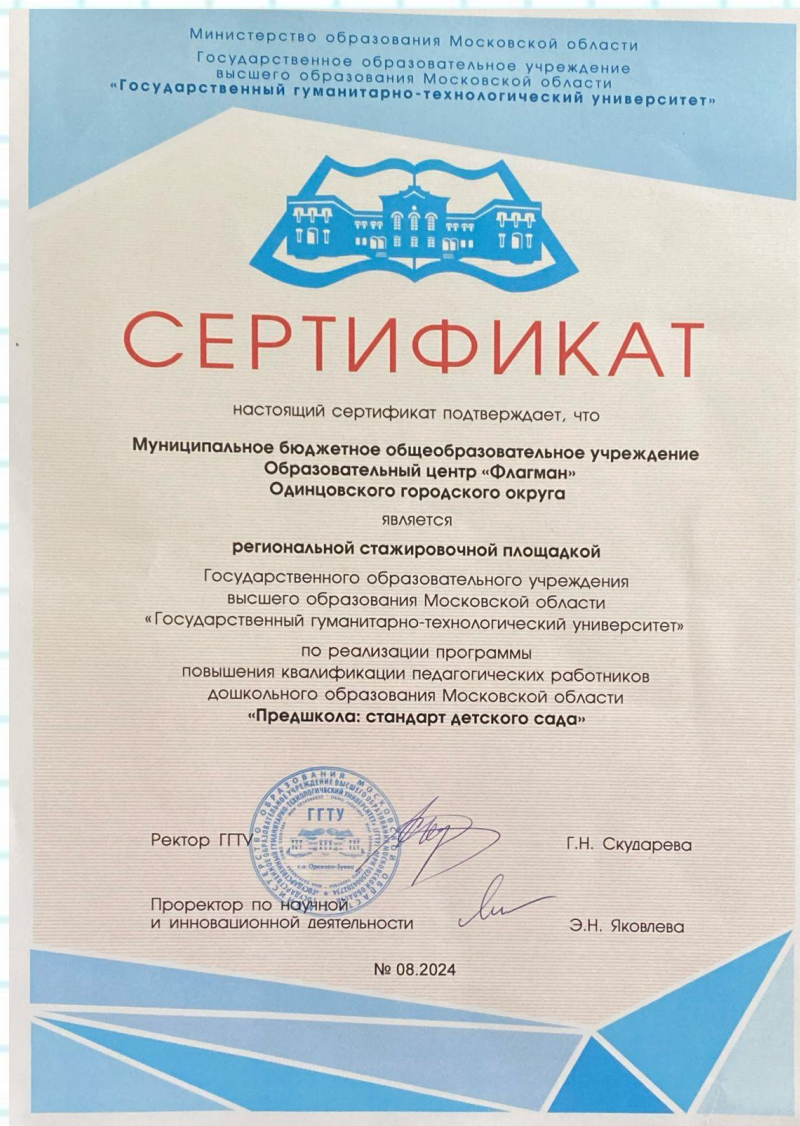 Министерство образования Московской области
Государственное образовательное учреждение
высшего образования Московской области
«Государственный гуманитарно-технологический университет»
СЕРТИФИКАТ
настоящий сертификат подтверждает, что
Муниципальное бюджетное общеобразовательное учреждение
Образовательный центр «Флагман»
Одинцовского городского округа
является
региональной стажировочной площадкой
Государственного образовательного учреждения
высшего образования Московской области
«Государственный гуманитарно-технологический университет»
по реализации программы
повышения квалификации педагогических работников
дошкольного образования Московской области
«Предшкола: стандарт детского сада»
ГГТУ
г.о. Орехово-Зуево
Ректор ГГТУ
Г.Н. Скударева
Проректор по научной
и инновационной деятельности
Э.Н. Яковлева
№ 08.2024